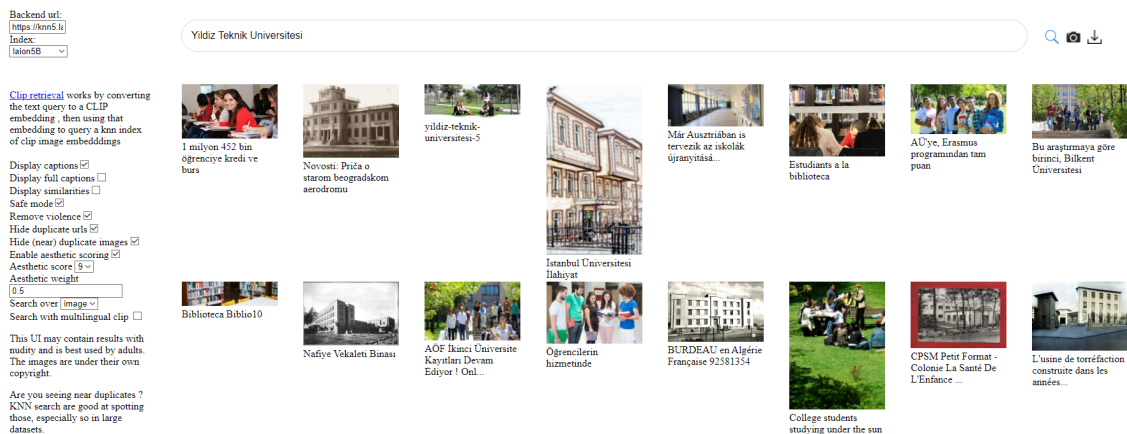 Backend url:
https://knn5.la
Index:
laion5B
Yildiz Teknik Universitesi
Clip retrieval works by converting
the text query to a CLIP
embedding , then using that
embedding to query a knn index
of clip image embedddings
Display captions
Display full captions
Display similarities
Safe mode
Remove violence
Hide duplicate urls
Hide (near) duplicate images
Enable aesthetic scoring
Aesthetic score 9
Aesthetic weight
0.5
Search over image
Search with multilingual clip
This UI may contain results with
nudity and is best used by adults.
The images are under their own
copyright.
Are you seeing near duplicates ?
KNN search are good at spotting
those, especially so in large
datasets.
1 milyon 452 bin
öğrenciye kredi ve
burs
Novosti: Priča o
starom beogradskom
aerodromu
yildiz-teknik-
universitesi-5
İstanbul Üniversitesi
İlahiyat
Már Ausztriában is
tervezik az iskolák
újranyitásá...
Estudiants a la
biblioteca
AÜ'ye, Erasmus
programından tam
puan
Bu araştırmaya göre
birinci, Bilkent
Üniversitesi
Biblioteca Biblio10
Nafiye Vekaleti Binası
AÖF İkinci Üniversite
Kayıtları Devam
Ediyor ! Onl...
Öğrencilerin
hizmetinde
BURDEAU en Algérie
Française 92581354
College students
studying under the sun
CPSM Petit Format -
Colonie La Santé De
L'Enfance ...
L'usine de torréfaction
construite dans les
années...